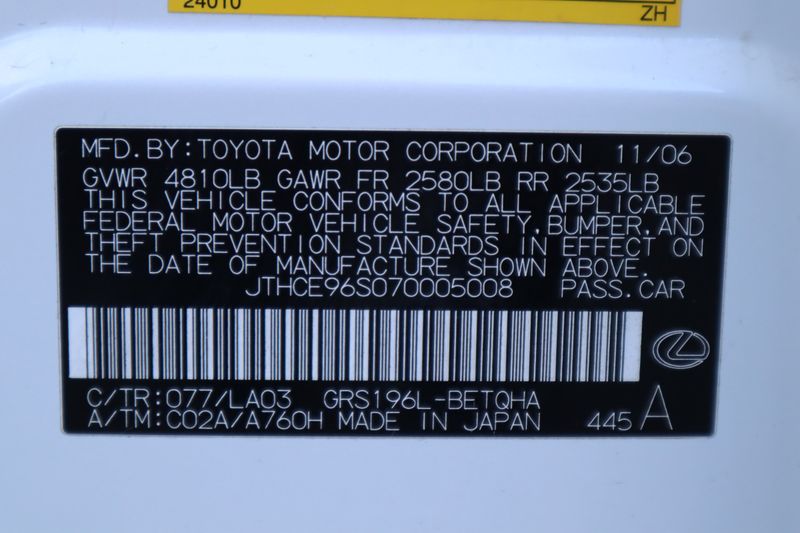 24010
ZH
MFD.BY:TOYOTA MOTOR CORPORATION 11/06
GVWR 4810LB GAWR FR 2580LB RR 2535LB
THIS VEHICLE CONFORMS TO ALL APPLICABLE
FEDERAL MOTOR VEHICLE SAFETY,BUMPER,AND
THEFT PREVENTION STANDARDS IN EFFECT ON
THE DATE OF MANUFACTURE SHOWN ABOVE.
JTHCE96S070005008 PASS.CAR
C/TR:077/LA03 GRS196L-BETQHA
A/TM:C02A/A760H MADE IN JAPAN 445 A